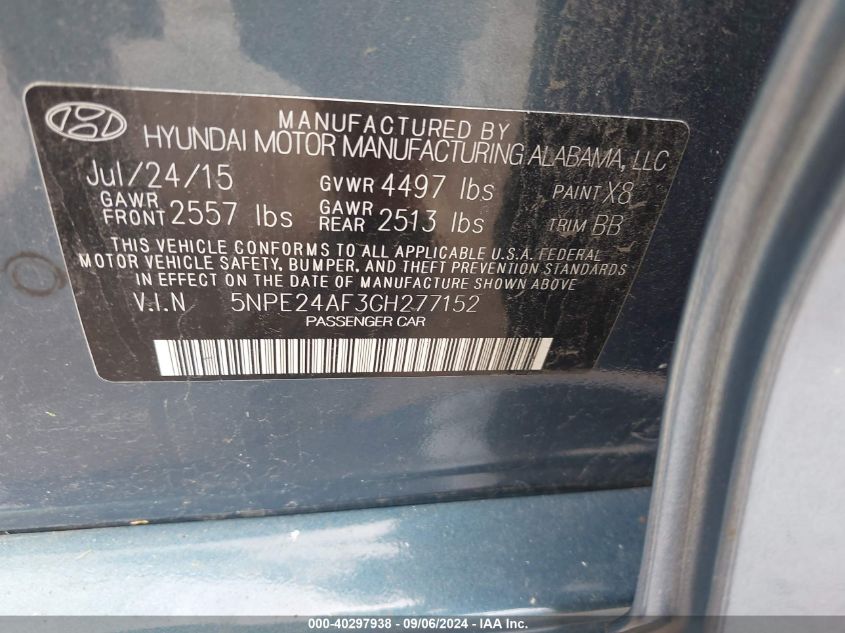 MANUFACTURED BY
HYUNDAI MOTOR MANUFACTURING ALABAMA, LLC
Jul/24/15 GVWR 4497 lbs PAINT X8
GAWR FRONT 2557 lbs GAWR REAR 2513 lbs TRIM BB
THIS VEHICLE CONFORMS TO ALL APPLICABLE U.S.A. FEDERAL
MOTOR VEHICLE SAFETY, BUMPER, AND THEFT PREVENTION STANDARDS
IN EFFECT ON THE DATE OF MANUFACTURE SHOWN ABOVE
V.I.N 5NPE24AF3GH277152
PASSENGER CAR
000-40297938 - 09/06/2024 - IAA Inc.